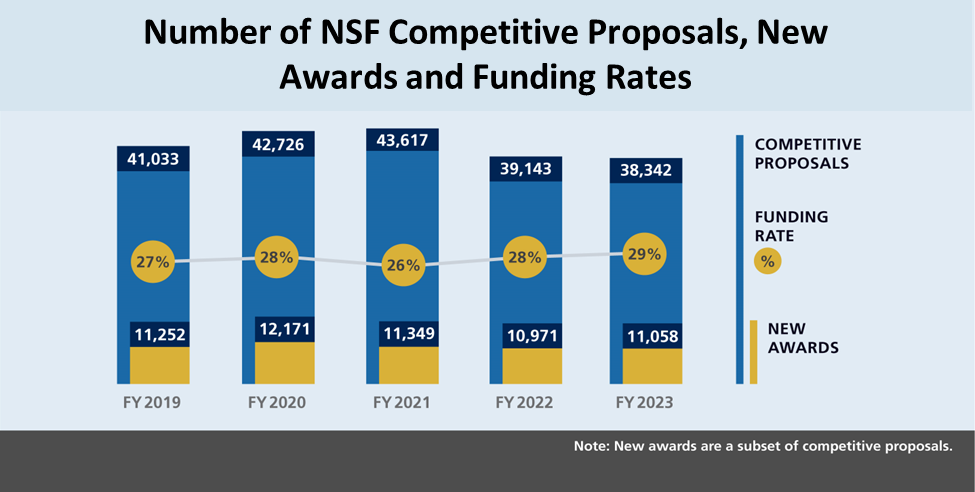 Number of NSF Competitive Proposals, New
Awards and Funding Rates
41,033
42,726
43,617
39,143
38,342
27%
28%
26%
28%
29%
11,252
12,171
11,349
10,971
11,058
FY 2019
FY 2020
FY 2021
FY 2022
FY 2023
COMPETITIVE
PROPOSALS
FUNDING
RATE
%
NEW
AWARDS
Note: New awards are a subset of competitive proposals.